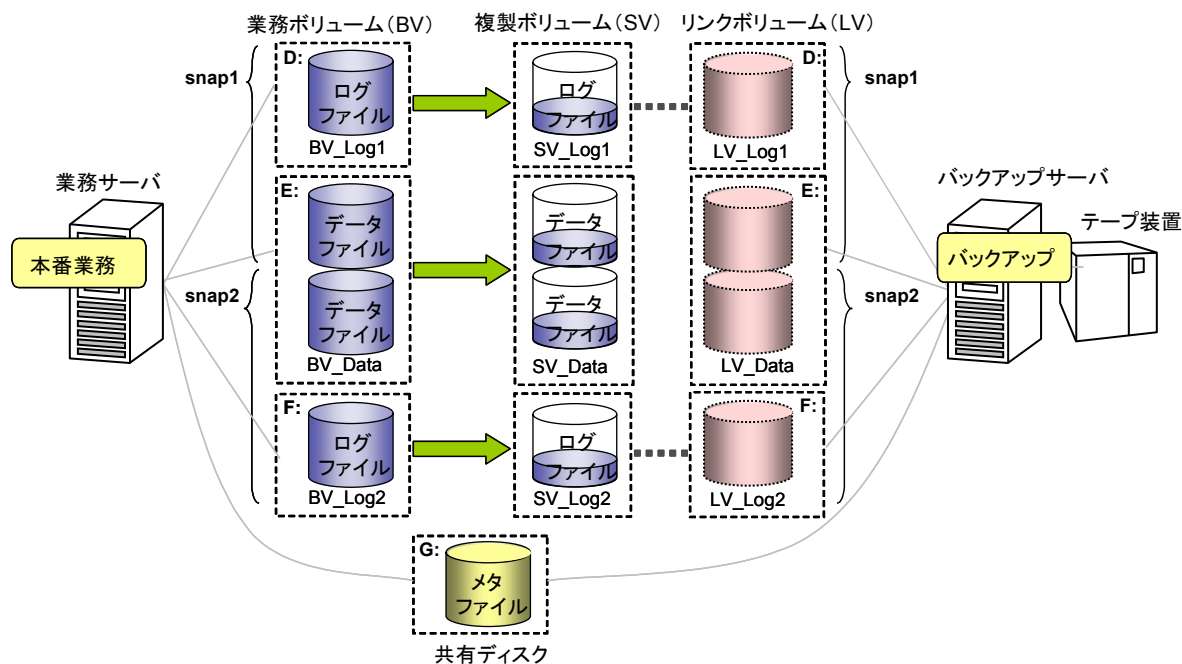 業務ボリューム(BV)
複製ボリューム(SV)
リンクボリューム(LV)
snap1
D:
ログ
ファイル
BV_Log1
ログ
ファイル
SV_Log1
D:
LV_Log1
snap1
業務サーバ
本番業務
E:
データ
ファイル
データ
ファイル
BV_Data
データ
ファイル
データ
ファイル
SV_Data
E:
LV_Data
バックアップサーバ
テープ装置
バックアップ
snap2
snap2
F:
ログ
ファイル
BV_Log2
ログ
ファイル
SV_Log2
F:
LV_Log2
G:
メタ
ファイル
共有ディスク